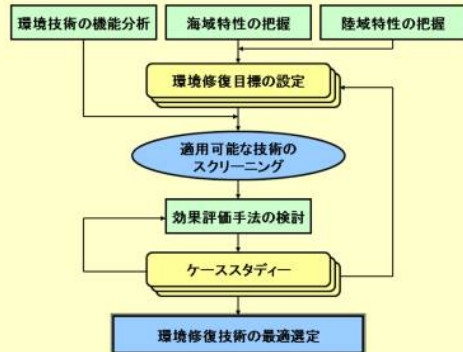 環境技術の機能分析
海域特性の把握
陸域特性の把握
環境修復目標の設定
適用可能な技術の
スクリーニング
効果評価手法の検討
ケーススタディー
環境修復技術の最適選定